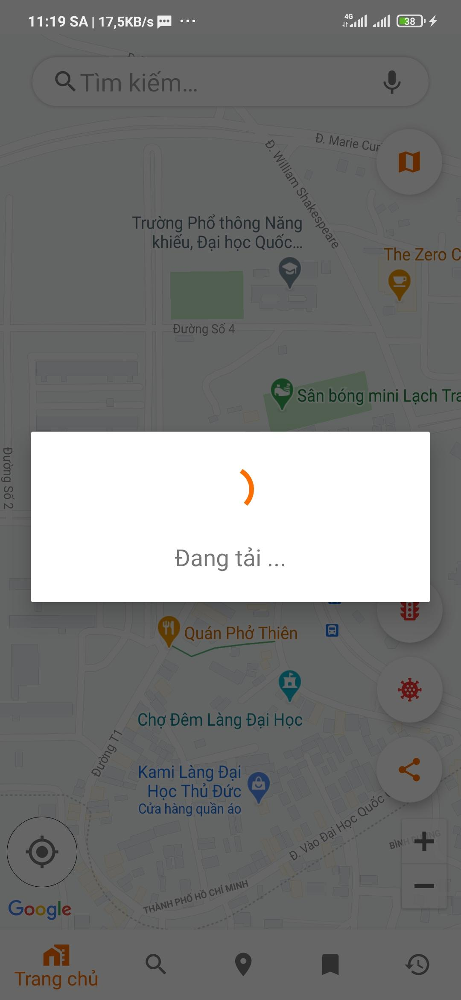 11:19 SA | 17,5KB/s
4G
38
Tìm kiếm...
Đ. Marie Cur
Đ. William Shakespeare
Trường Phổ thông Năng
khiếu, Đại học Quốc...
The Zero C
Đường Số 4
Sân bóng mini Lạch Tra
Đường Số 2
Đang tải ...
Quán Phở Thiên
Chợ Đêm Làng Đại Học
Đường T1
Kami Làng Đại
Học Thủ Đức
Cửa hàng quần áo
Đ. Vào Đại Học Quốc
BÌNH DƯƠNG
THÀNH PHỐ HỒ CHÍ MINH
Google
Trang chủ